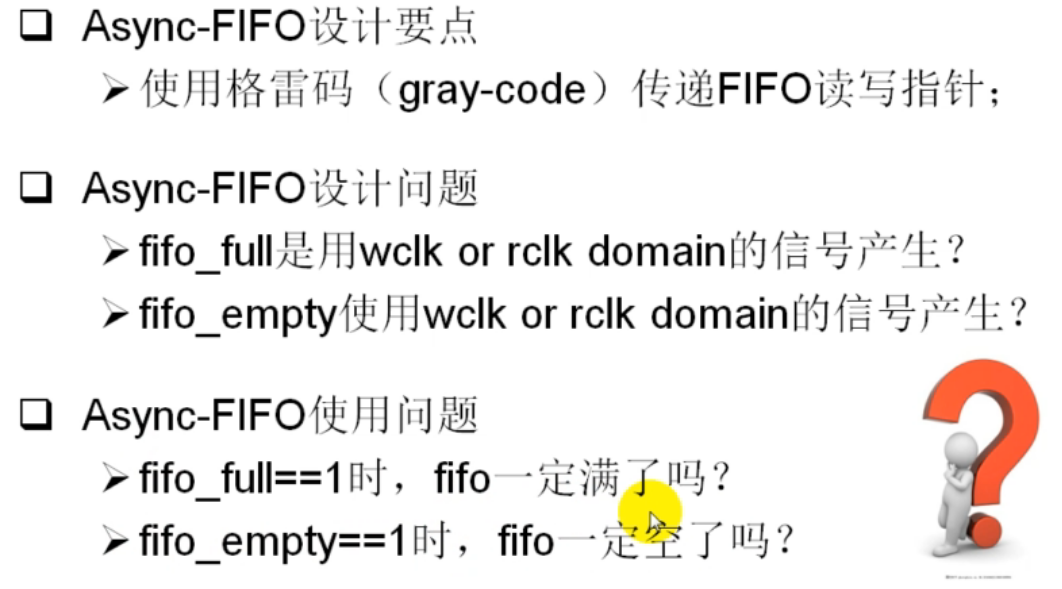 Async-FIFO设计要点
使用格雷码（gray-code）传递FIFO读写指针；
Async-FIFO设计问题
fifo_full是用wclk or rclk domain的信号产生？
fifo_empty使用wclk or rclk domain的信号产生？
Async-FIFO使用问题
fifo_full==1时，fifo一定满了吗？
fifo_empty==1时，fifo一定空了吗？